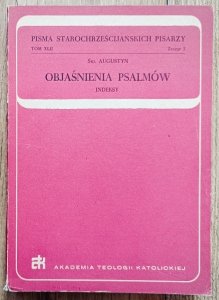 PISMA STAROCHRZEŚCIJAŃSKICH PISARZY
TOM XLII Zeszyt 5
ŚW. AUGUSTYN
OBJAŚNIENIA PSALMÓW
INDEKSY
atk AKADEMIA TEOLOGII KATOLICKIEJ